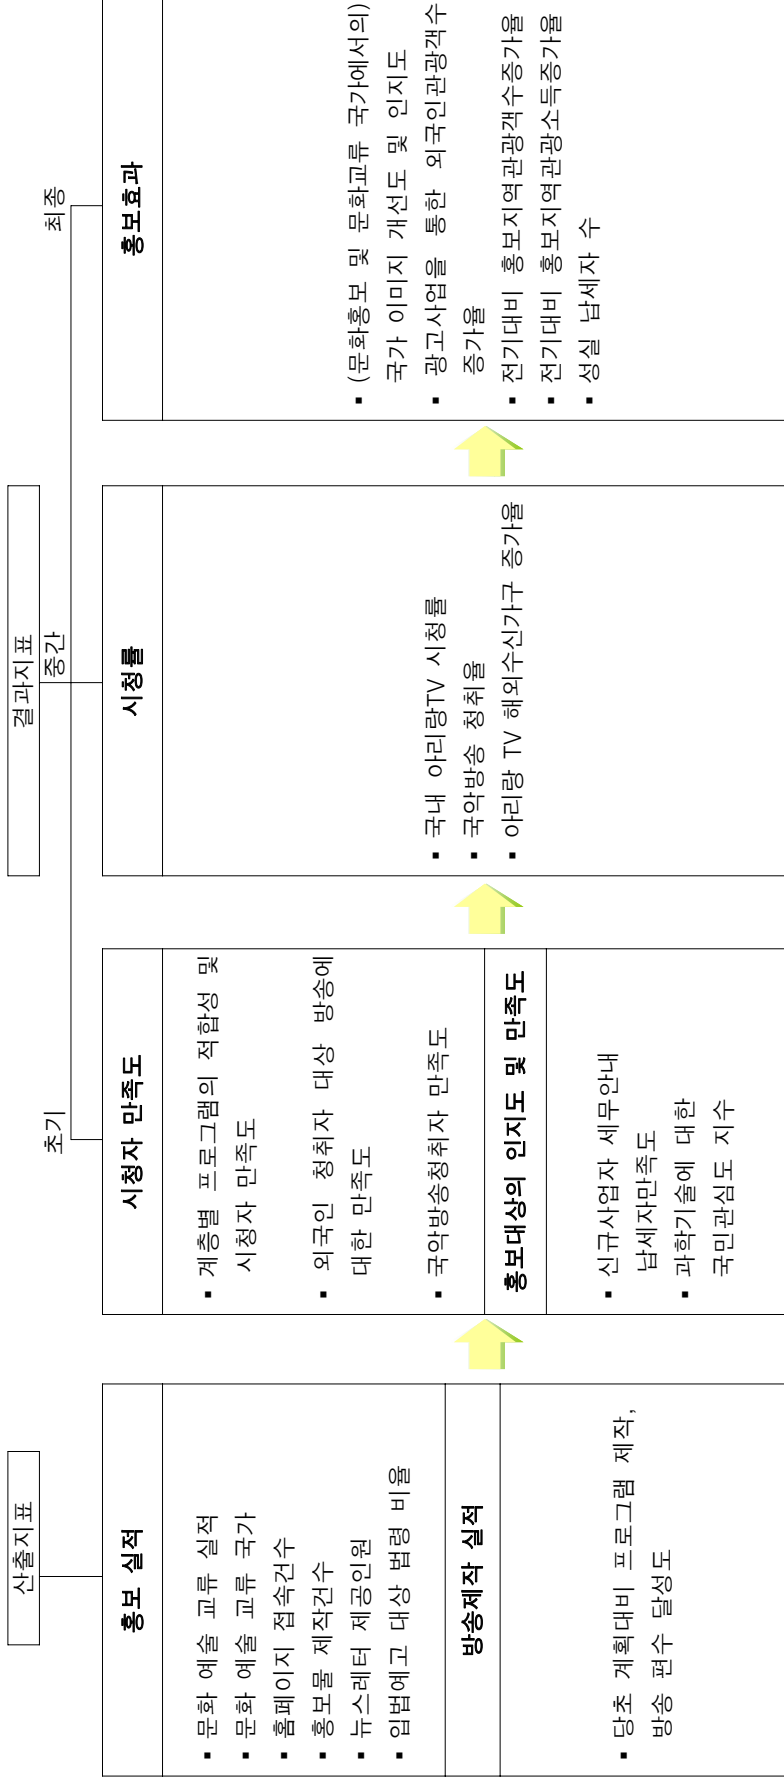 산출지표
결과지표
초기
중간
최종
홍보 실적
▪ 문화 예술 교류 실적
▪ 문화 예술 교류 국가
▪ 홈페이지 접속건수
▪ 홍보물 제작건수
▪ 뉴스레터 제공인원
▪ 입법예고 대상 법령 비율
방송제작 실적
▪ 당초 계획대비 프로그램 제작,
방송 편수 달성도
시청자 만족도
▪ 계층별 프로그램의 적합성 및
시청자 만족도
▪ 외국인 청취자 대상 방송에
대한 만족도
▪ 국악방송청취자 만족도
홍보대상의 인지도 및 만족도
▪ 신규사업자 세무안내
납세자만족도
▪ 과학기술에 대한
국민관심도 지수
시청률
▪ 국내 아리랑TV 시청률
▪ 국악방송 청취율
▪ 아리랑 TV 해외수신가구 증가율
홍보효과
▪ (문화홍보 및 문화교류 국가에서의)
국가 이미지 개선도 및 인지도
▪ 광고사업을 통한 외국인관광객수
증가율
▪ 전기대비 홍보지역관광객수증가율
▪ 전기대비 홍보지역관광소득증가율
▪ 성실 납세자 수